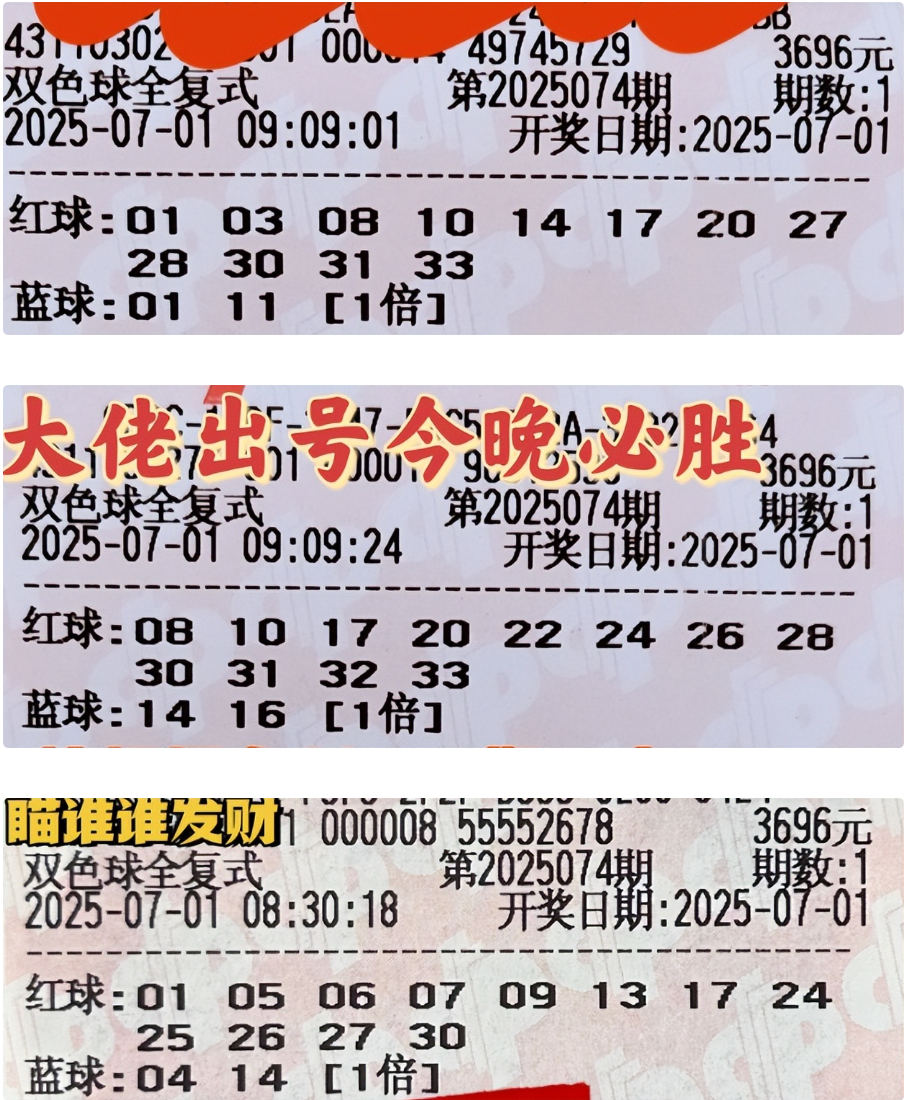 49745729 3696元
双色球全复式 第2025074期 期数:1
2025-07-01 09:09:01 开奖日期:2025-07-01
红球:01 03 08 10 14 17 20 27
28 30 31 33
蓝球:01 11 [1倍]
大佬出号今晚必胜
3696元
双色球全复式 第2025074期 期数:1
2025-07-01 09:09:24 开奖日期:2025-07-01
红球:08 10 17 20 22 24 26 28
30 31 32 33
蓝球:14 16 [1倍]
瞄谁谁发财
000008 55552678 3696元
双色球全复式 第2025074期 期数:1
2025-07-01 08:30:18 开奖日期:2025-07-01
红球:01 05 06 07 09 13 17 24
25 26 27 30
蓝球:04 14 [1倍]